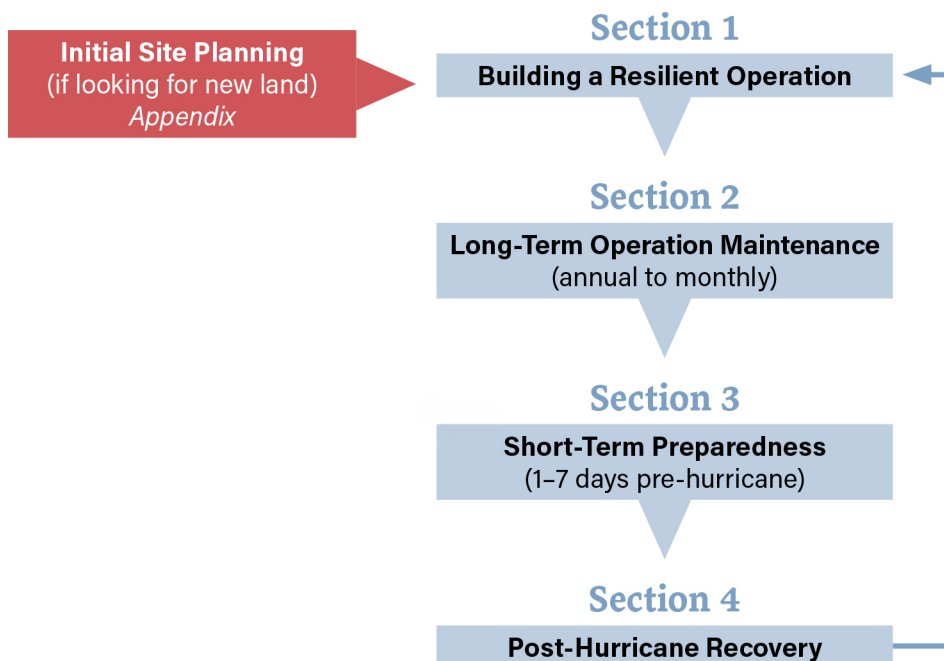 Initial Site Planning
(if looking for new land)
Appendix
Section 1
Building a Resilient Operation
Section 2
Long-Term Operation Maintenance
(annual to monthly)
Section 3
Short-Term Preparedness
(1–7 days pre-hurricane)
Section 4
Post-Hurricane Recovery